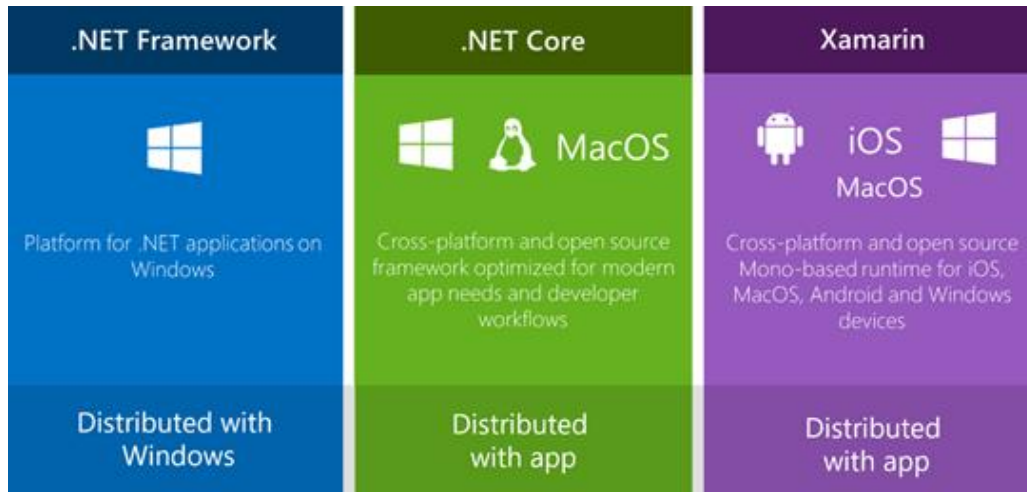 .NET Framework
Platform for .NET applications on
Windows
Distributed with
Windows
.NET Core
MacOS
Cross-platform and open source
framework optimized for modern
app needs and developer
workflows
Distributed
with app
Xamarin
iOS
MacOS
Cross-platform and open source
Mono-based runtime for iOS,
MacOS, Android and Windows
devices
Distributed
with app